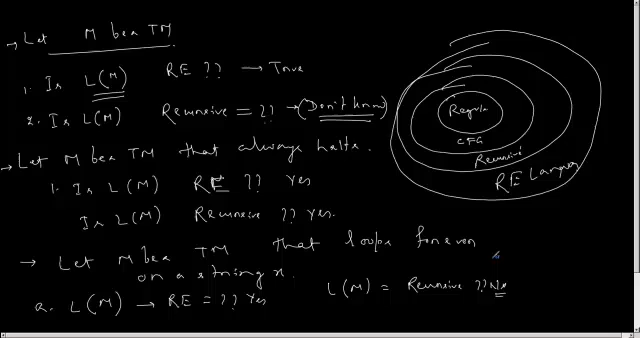 → Let M be a TM
1. Is L(M) RE ?? → True
2. Is L(M) Recursive = ?? → (Don't know)
→ Let M be a TM that always halts.
1. Is L(M) RE ?? Yes
Is L(M) Recursive ?? Yes.
→ Let M be a TM that loops forever
on a string x.
a. L(M) → RE = ?? Yes
L(M) = Recursive ?? No
Regular
CFG
Recursive
RE Languages